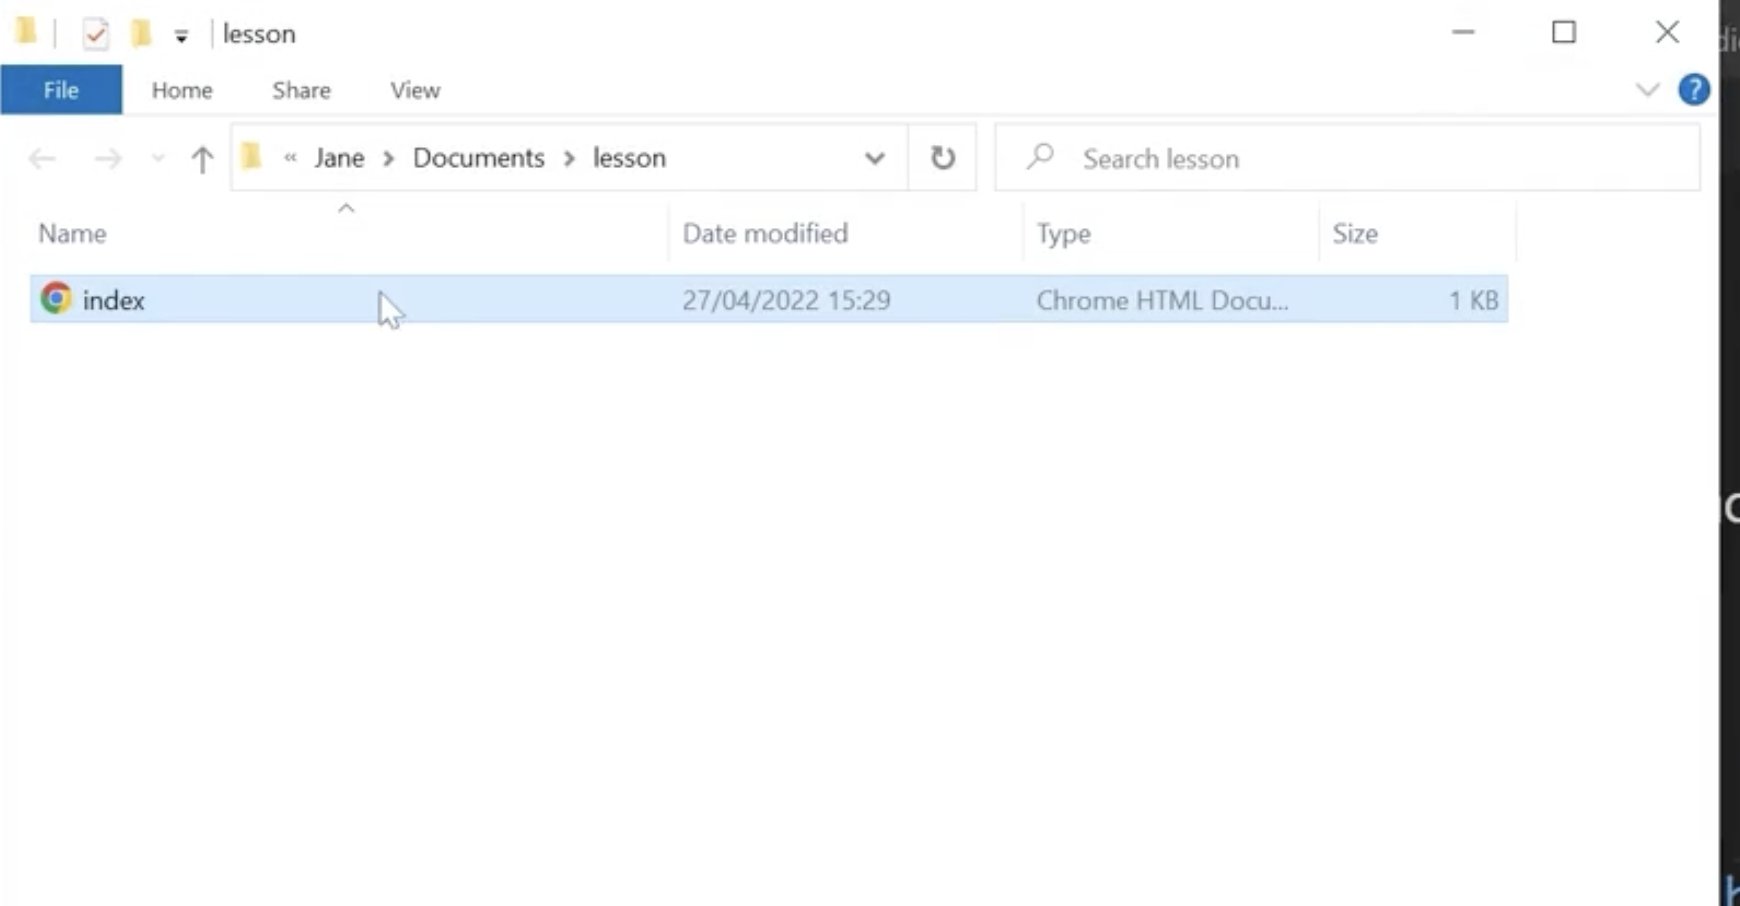 lesson
File Home Share View ?
« Jane > Documents > lesson Search lesson
Name Date modified Type Size
index 27/04/2022 15:29 Chrome HTML Docu... 1 KB